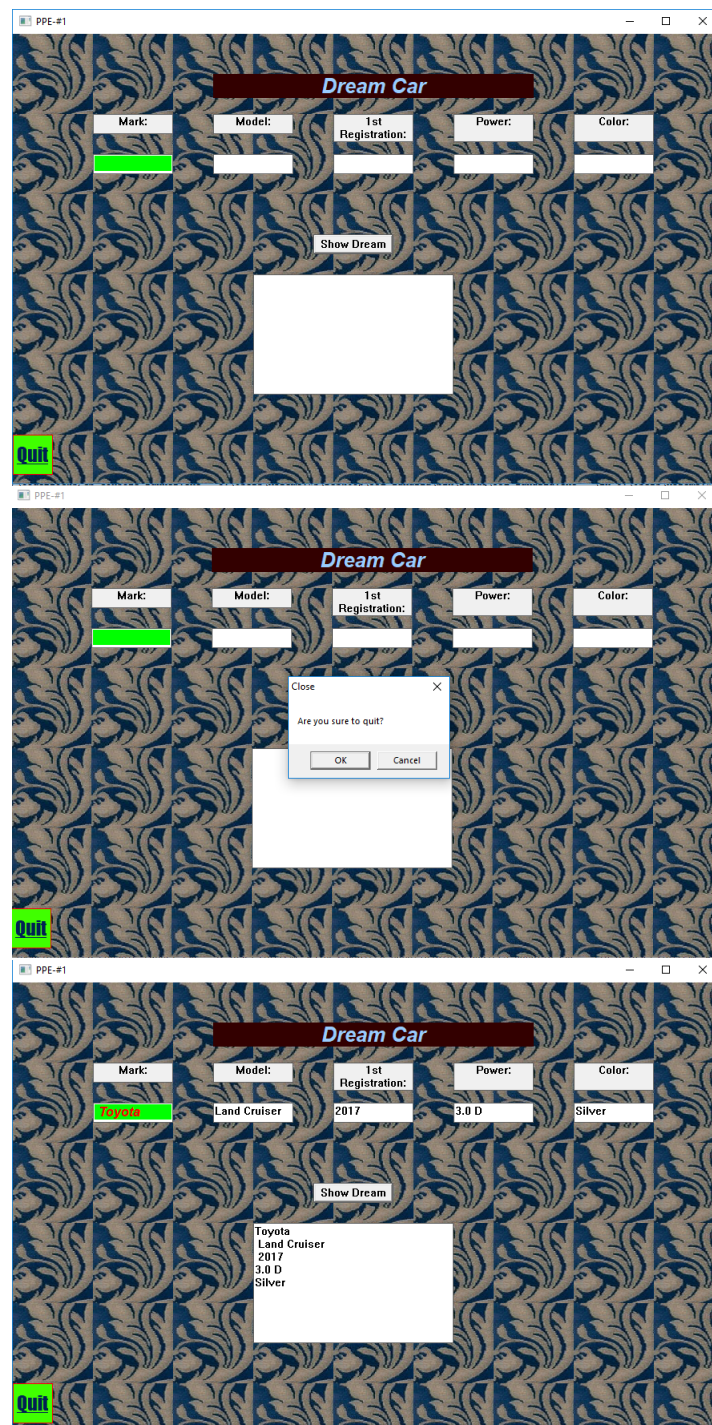 PPE-#1
Dream Car
Mark: Model: 1st Registration: Power: Color:
Show Dream
Quit
PPE-#1
Dream Car
Mark: Model: 1st Registration: Power: Color:
Close
Are you sure to quit?
OK Cancel
Quit
PPE-#1
Dream Car
Mark: Model: 1st Registration: Power: Color:
Toyota Land Cruiser 2017 3.0 D Silver
Show Dream
Toyota
Land Cruiser
2017
3.0 D
Silver
Quit